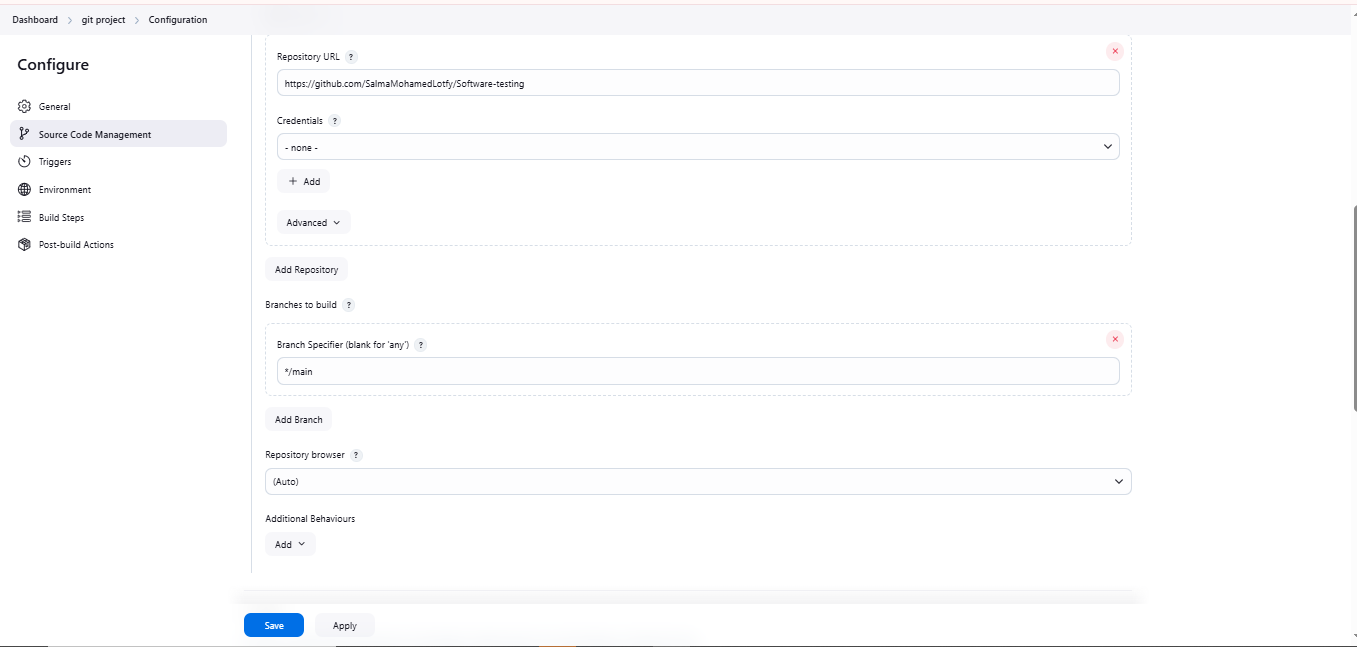 Dashboard > git project > Configuration
Configure
General
Source Code Management
Triggers
Environment
Build Steps
Post-build Actions
Repository URL ?
https://github.com/SalmaMohamedLotfy/Software-testing
Credentials ?
- none -
+ Add
Advanced
Add Repository
Branches to build ?
Branch Specifier (blank for 'any') ?
*/main
Add Branch
Repository browser ?
(Auto)
Additional Behaviours
Add
Save Apply